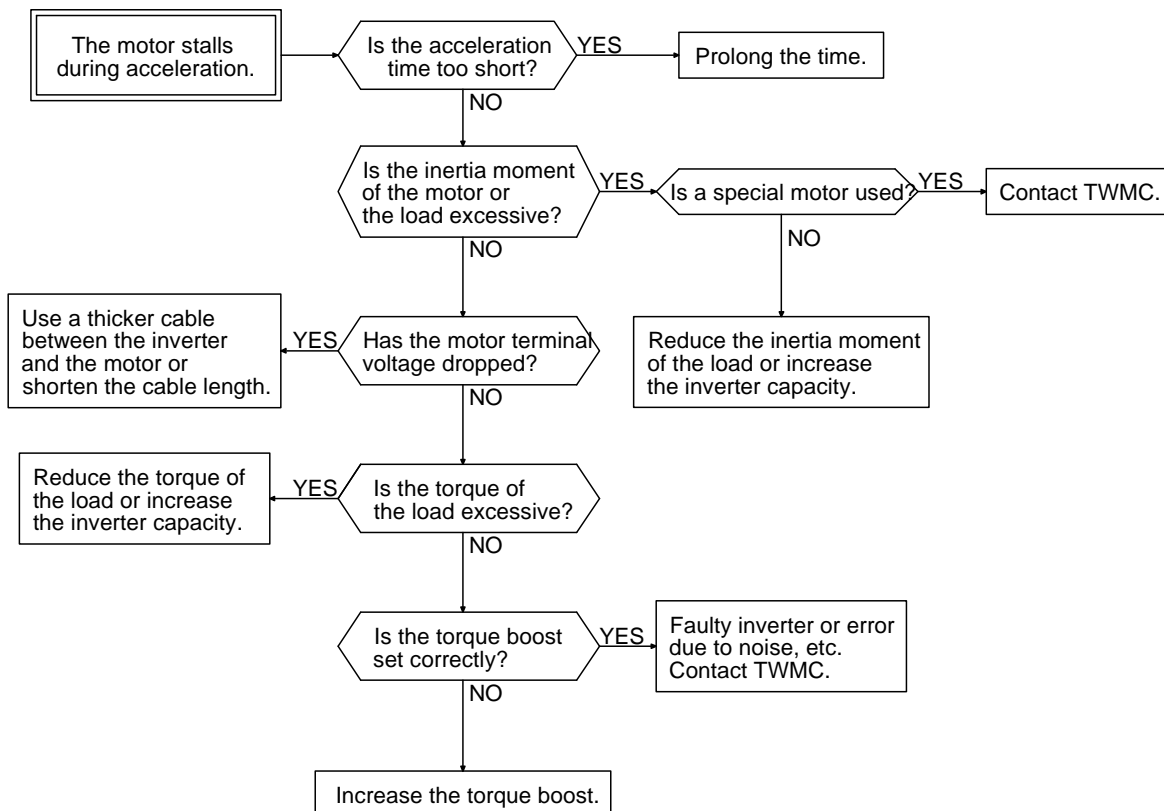 The motor stalls
during acceleration.
Is the acceleration
time too short?
YES
Prolong the time.
NO
Is the inertia moment
of the motor or
the load excessive?
YES
Is a special motor used?
YES
Contact TWMC.
NO
NO
Reduce the inertia moment
of the load or increase
the inverter capacity.
Has the motor terminal
voltage dropped?
YES
Use a thicker cable
between the inverter
and the motor or
shorten the cable length.
NO
Is the torque of
the load excessive?
YES
Reduce the torque of
the load or increase
the inverter capacity.
NO
Is the torque boost
set correctly?
YES
Faulty inverter or error
due to noise, etc.
Contact TWMC.
NO
Increase the torque boost.